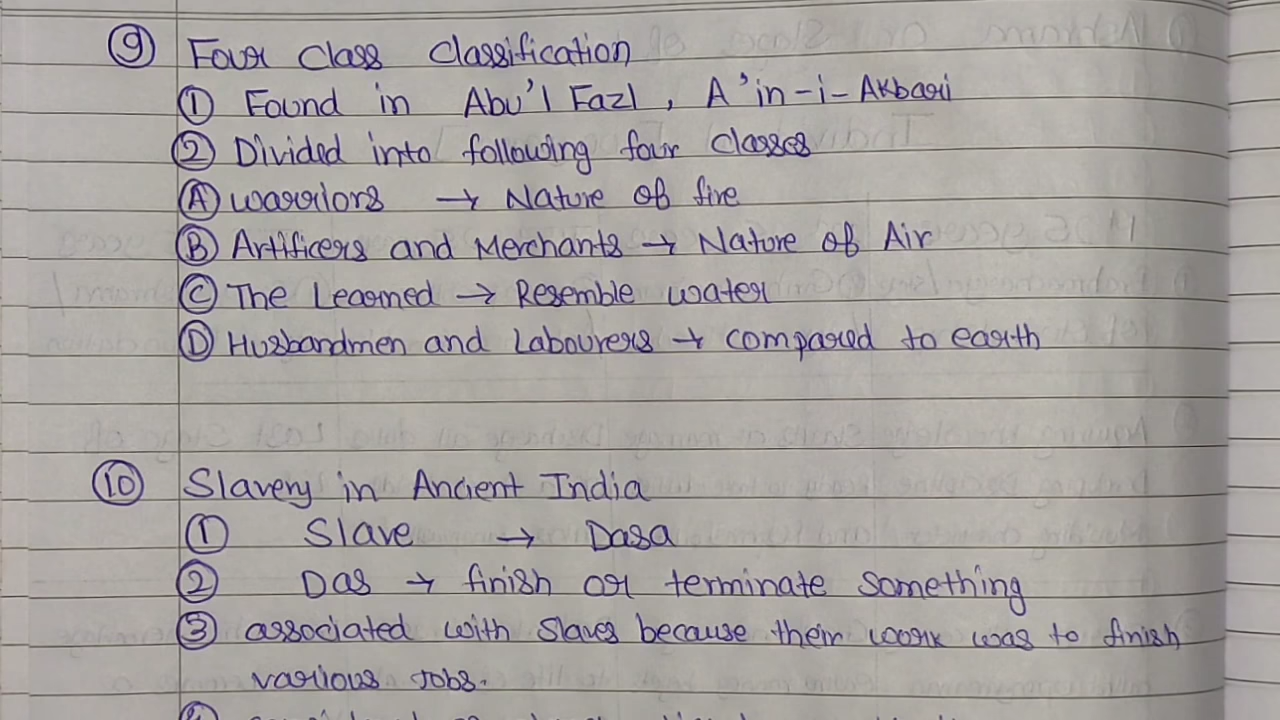 ⑨ Four Class Classification
① Found in Abu'l Fazl, A'in-i-Akbari
② Divided into following four classes
Ⓐ warriors → Nature of fire
Ⓑ Artificers and Merchants → Nature of Air
Ⓒ The Learned → Resemble water
Ⓓ Husbandmen and Labourers → compared to earth
⑩ Slavery in Ancient India
① Slave → Dasa
② Das → finish or terminate something
③ associated with slaves because their work was to finish
various Jobs.